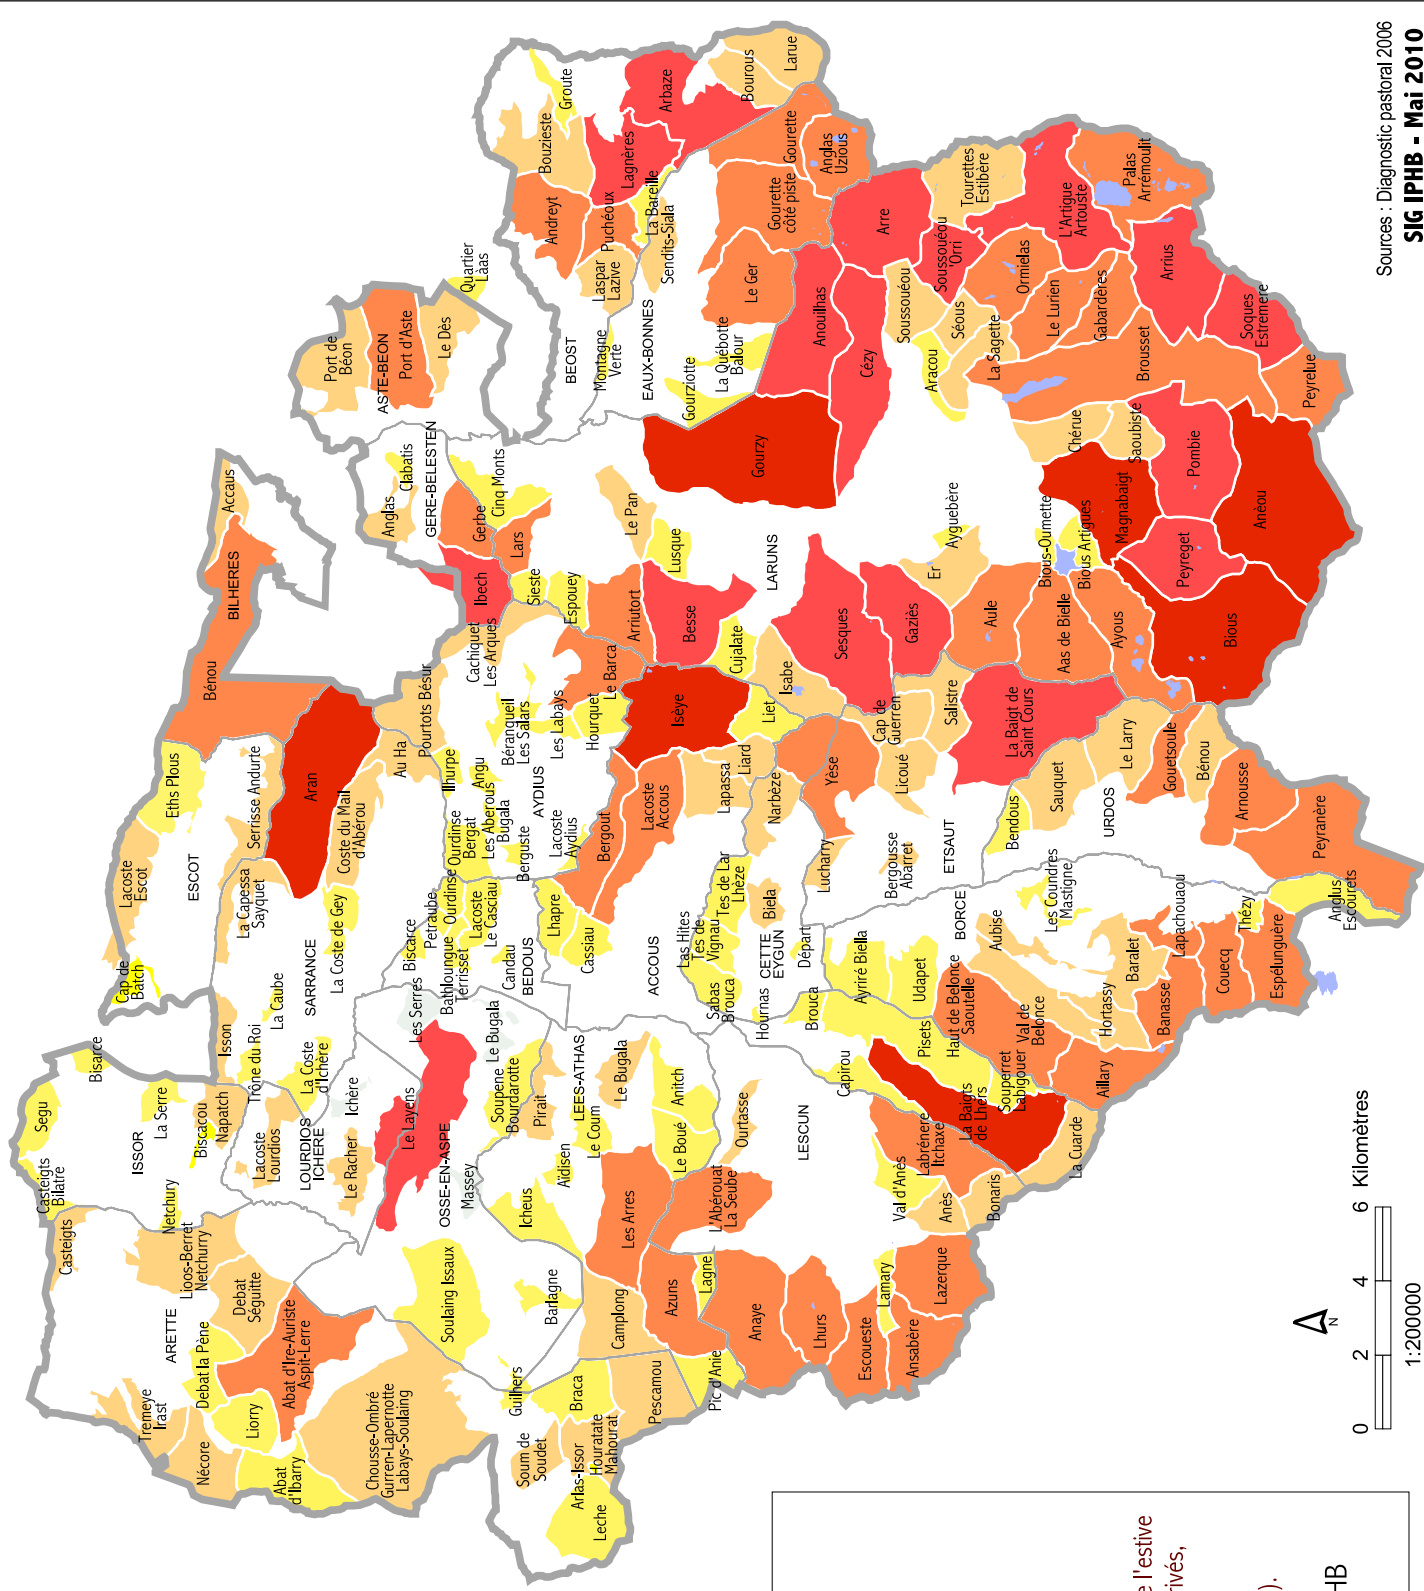 Segu
Casteigts
Bilatre
Bisarce
ISSOR
La Serre
Casteigts
Netchury
Biscacou
Napatch
Isson
Trône du Roi
La Caube
Lioos-Berret
Netchurry
Lacoste
Lourdios
LOURDIOS
ICHERE
La Coste
d'Ichère
Ichère
Le Racher
ARETTE
Debat
Séguitte
Debat la Pène
Abat d'Ire-Auriste
Aspit-Lerre
Tremeye
Irast
Nécore
Liorry
Abat
d'Ibarry
Chousse-Ombré
Gurren-Lapernotte
Labays-Soulaing
Soulaing Issaux
Barlagne
Guilhers
Braca
Soum de
Soudet
Arlas-Issor
Houratate
Mahourat
Leche
Pescamou
Pic d'Anie
Camplong
Azuns
Lagne
Les Arres
L'Abérouat
La Seube
Anaye
Lhurs
Escoueste
Ansabère
Lamary
Lazerque
Le Layens
OSSE-EN-ASPE
Massey
Icheus
Aïdisen
Le Coum
LEES-ATHAS
Le Bugala
Pirait
Soupene
Bourdarotte
Le Bugala
Les Serres
Anitch
Le Boué
Ourtasse
LESCUN
Val d'Anès
Anès
Bonaris
Labrénère
Itchaxe
La Baigts
de Lhers
La Cuarde
Souperret
Labigouer
Capirou
Pisets
Brouca
Ayriré Biella
Udapet
Haut de Belonce
Saoutelle
Val de
Belonce
Aillary
Hortassy
Baralet
Banasse
Aubise
BORCE
Les Coundres
Mastigne
Lapachouaou
Couecq
Espélunguère
Thézy
Anglus
Escourets
Peyranère
Arnousse
Bénou
Gouetsoule
Le Larry
URDOS
Sauquet
Bendous
ETSAUT
Bergousse
Abarret
Lucharry
Départ
Hournas
CETTE
EYGUN
Biela
Sabas
Brouca
Las Hites
Tes de
Vignau
Tes de Lar
Lhèze
ACCOUS
Cassiau
Lhapre
BEDOUS
Candau
Terrisset
Bathloungue
Biscarce
Petraube
Ourdinse
Lacoste
Le Casciau
Ourdinse
Bergat
Ilhurpe
Les Aberous
Bugala
Angu
Berguste
AYDIUS
Lacoste
Aydius
Bérangueil
Les Salars
Les Labays
Hourquet
Le Barca
Bergout
Lacoste
Accous
Lapassa
Liard
Narbèze
Yèse
Isèye
Liet
Isabe
Cujalate
Cap de
Guerren
Licoué
Salistre
La Baigt de
Saint Cours
Cap de
Batch
Lacoste
Escot
Eths Plous
ESCOT
Serrisse Andurte
La Capessa
Sayquet
Aran
Coste du Mail
d'Abérou
La Coste de Gey
SARRANCE
Au Ha
Pourtots Bésur
Cachiquet
Les Arques
Bénou
BILHERES
Accaus
Anglas
Clabatis
GERE-BELESTEN
Gerbe
Cinq Monts
Lars
Ibech
Sieste
Espouey
Arriutort
Le Pan
Lusque
Besse
LARUNS
Sesques
Gaziès
Er
Ayguebère
Aule
Aas de Bielle
Ayous
Bious-Oumette
Bious Artigues
Magnabaigt
Peyreget
Bious
Anèou
Pombie
Saoubiste
Chérue
Peyrelue
Brousset
Soques
Estremère
Arrius
Gabardères
Le Lurien
Ormielas
La Sagette
Séous
Aracou
Soussouéou
Soussouéou
'Orri
L'Artigue
Artouste
Palas
Arrémoulit
Tourettes
Estibère
Arre
Cézy
Anouilhas
Gourzy
Gourziotte
La Québotte
Balour
Le Ger
Gourette
côté piste
Gourette
Anglas
Uzious
EAUX-BONNES
Montagne
Verte
BEOST
Laspar
Lazive
Sendits-Siala
La Bareille
Puchéoux
Lagnères
Arbaze
Bourous
Larue
Andreyt
Bouzieste
Groute
Quartier
Làas
Le Dès
Port d'Aste
ASTE-BEON
Port de
Béon
N
0 2 4 6 Kilomètres
1:200000
Sources : Diagnostic pastoral 2006
SIG IPHB - Mai 2010
e l'estive
rivés,
).
HB